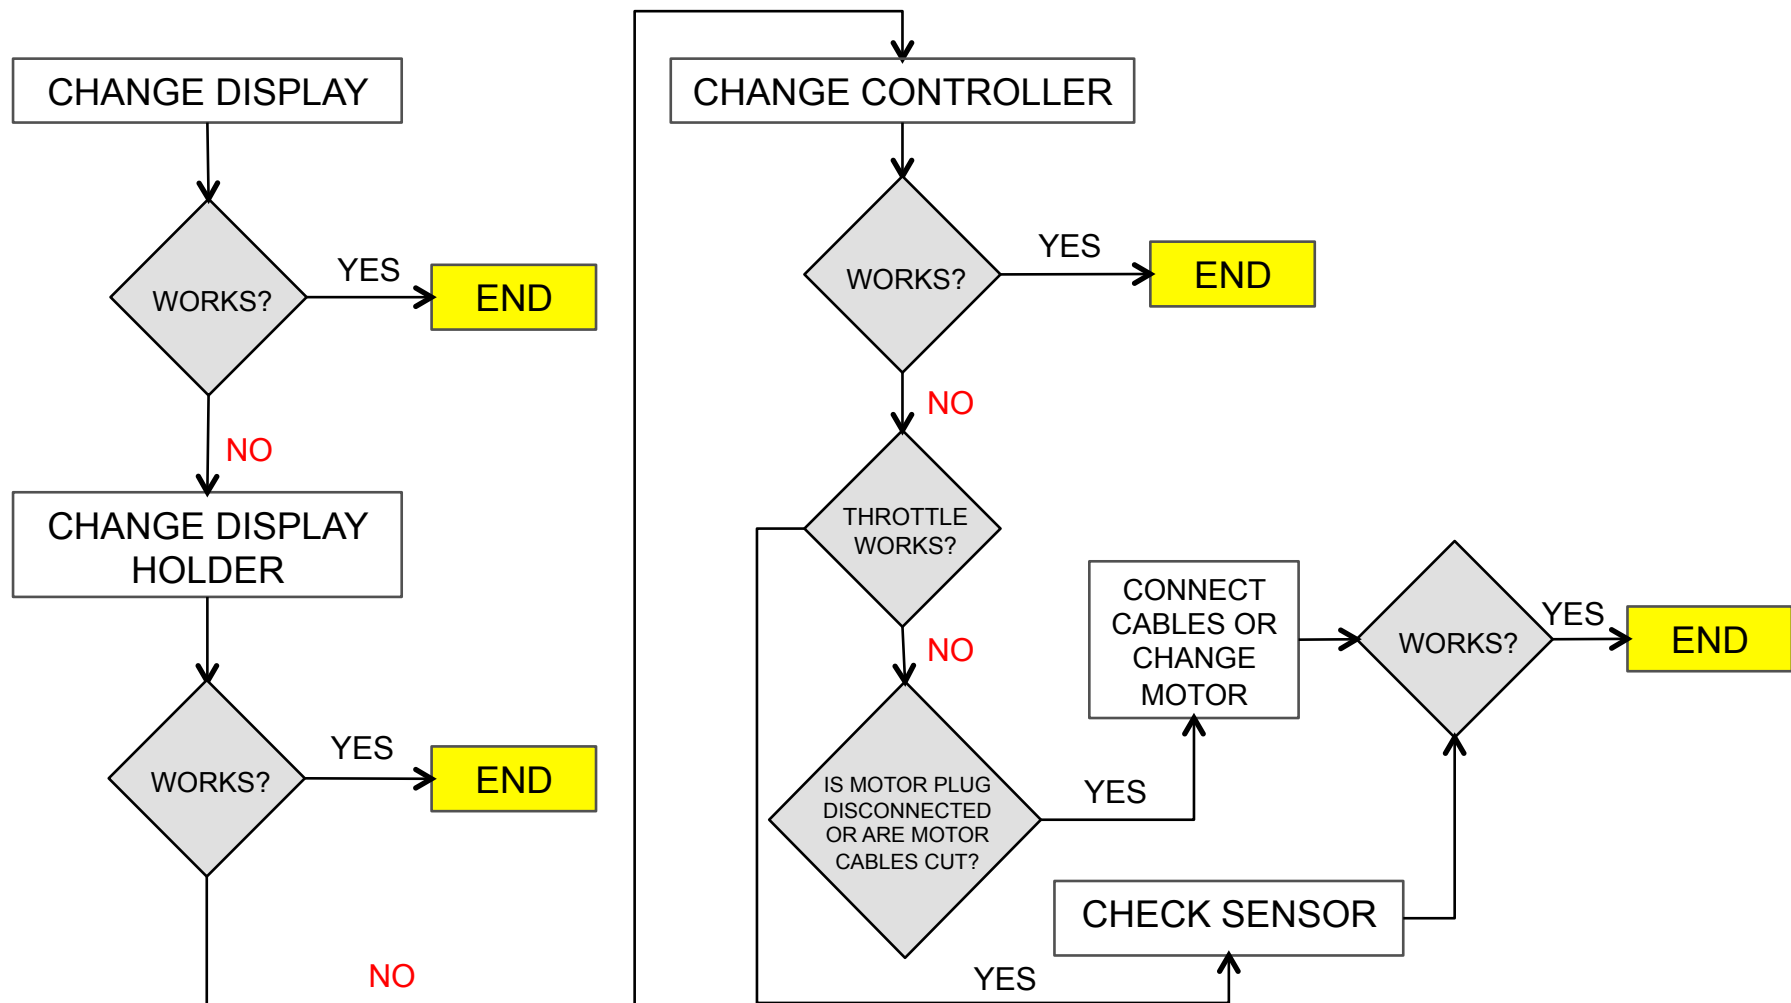 CHANGE DISPLAY
WORKS?
YES
END
NO
CHANGE DISPLAY
HOLDER
WORKS?
YES
END
NO
CHANGE CONTROLLER
WORKS?
YES
END
NO
THROTTLE
WORKS?
NO
IS MOTOR PLUG
DISCONNECTED
OR ARE MOTOR
CABLES CUT?
YES
CONNECT
CABLES OR
CHANGE
MOTOR
WORKS?
YES
END
YES
CHECK SENSOR